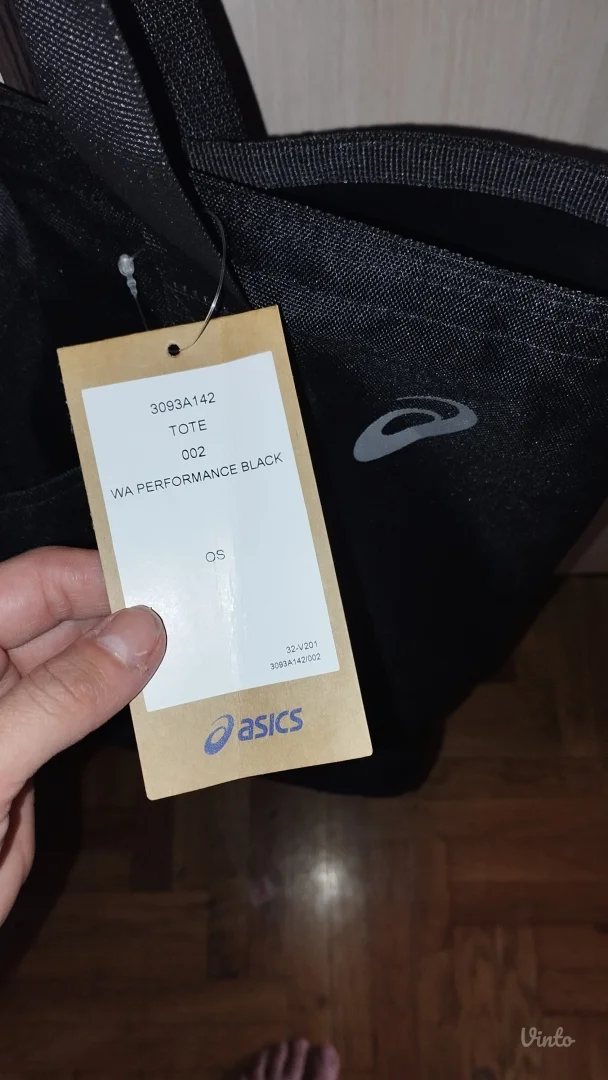 3093A142
TOTE
002
WA PERFORMANCE BLACK
OS
32-V201
3093A142/002
asics
Vinto